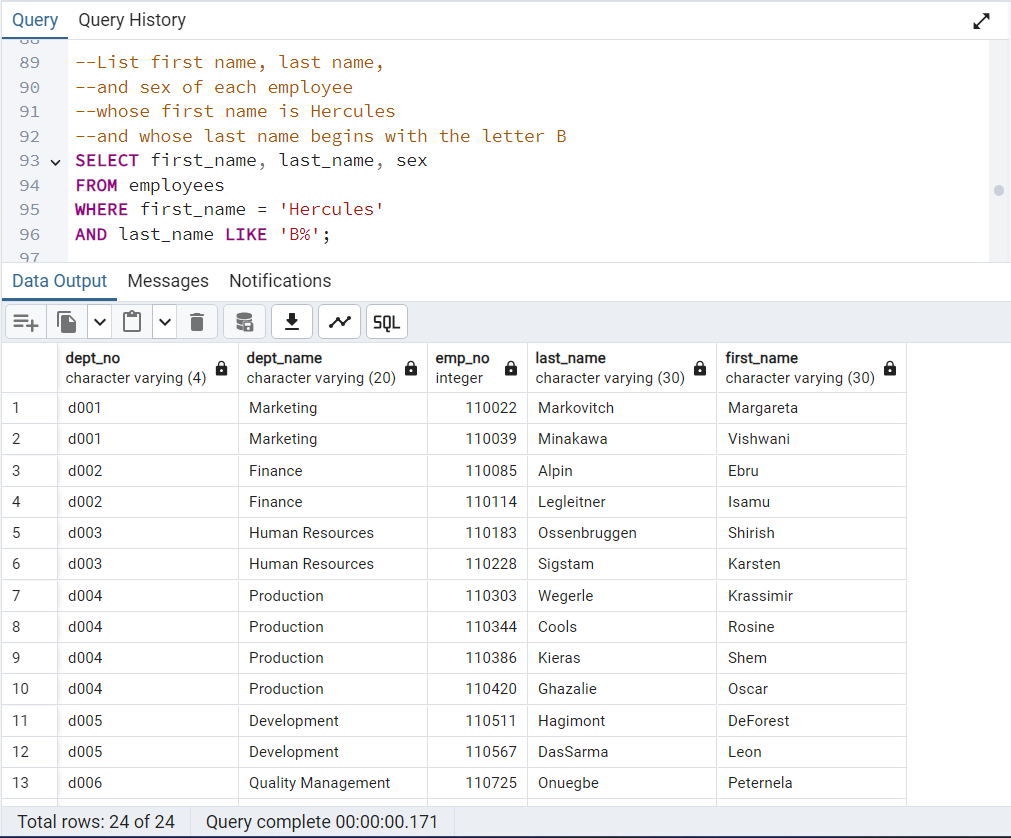 Query Query History
88
89 --List first name, last name,
90 --and sex of each employee
91 --whose first name is Hercules
92 --and whose last name begins with the letter B
93 SELECT first_name, last_name, sex
94 FROM employees
95 WHERE first_name = 'Hercules'
96 AND last_name LIKE 'B%';
97
Data Output Messages Notifications
SQL
dept_no dept_name emp_no last_name first_name
character varying (4) character varying (20) integer character varying (30) character varying (30)
1 d001 Marketing 110022 Markovitch Margareta
2 d001 Marketing 110039 Minakawa Vishwani
3 d002 Finance 110085 Alpin Ebru
4 d002 Finance 110114 Legleitner Isamu
5 d003 Human Resources 110183 Ossenbruggen Shirish
6 d003 Human Resources 110228 Sigstam Karsten
7 d004 Production 110303 Wegerle Krassimir
8 d004 Production 110344 Cools Rosine
9 d004 Production 110386 Kieras Shem
10 d004 Production 110420 Ghazalie Oscar
11 d005 Development 110511 Hagimont DeForest
12 d005 Development 110567 DasSarma Leon
13 d006 Quality Management 110725 Onuegbe Peternela
Total rows: 24 of 24 Query complete 00:00:00.171